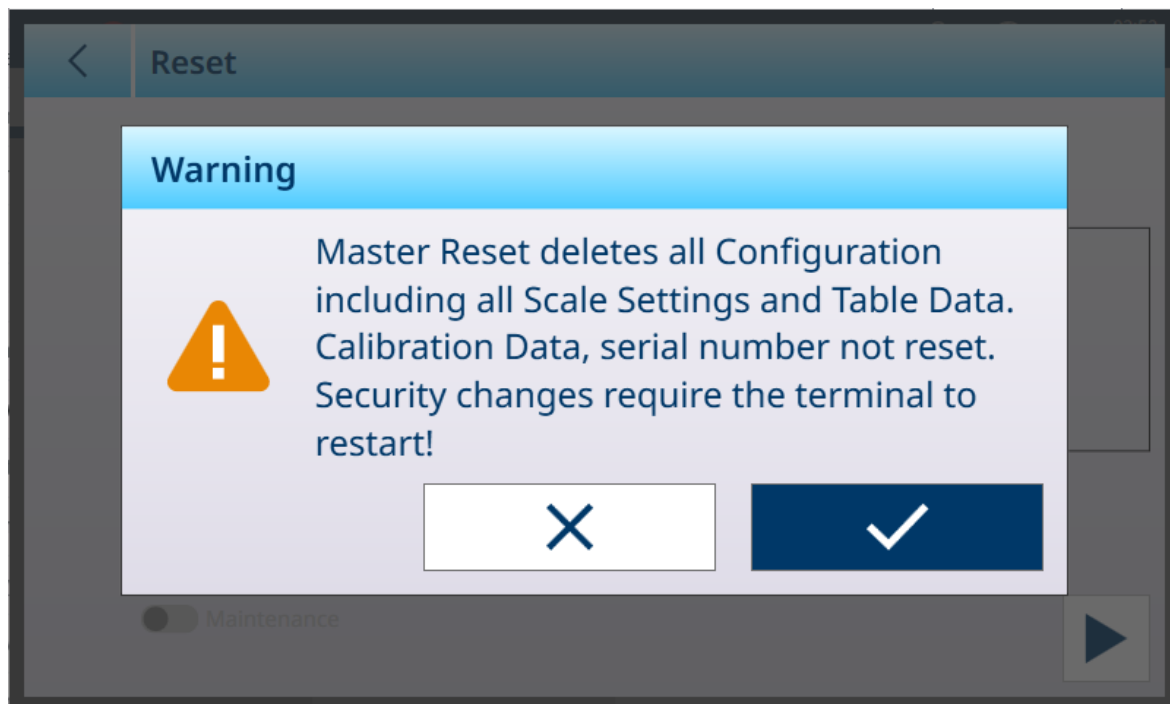 Reset
Warning
Master Reset deletes all Configuration
including all Scale Settings and Table Data.
Calibration Data, serial number not reset.
Security changes require the terminal to
restart!
Maintenance